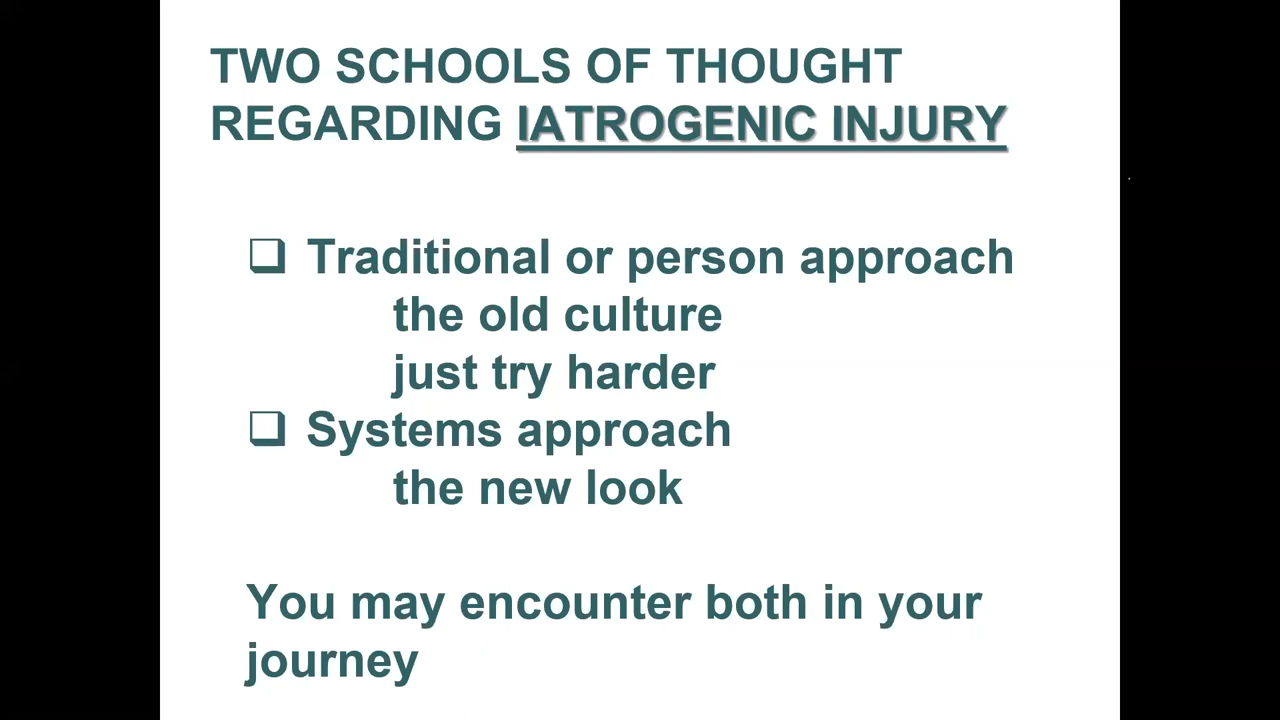 TWO SCHOOLS OF THOUGHT
REGARDING IATROGENIC INJURY
Traditional or person approach
the old culture
just try harder
Systems approach
the new look
You may encounter both in your
journey